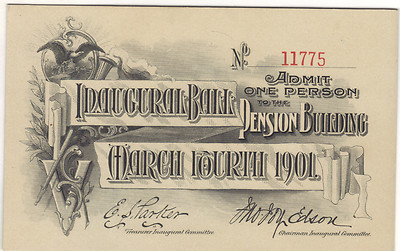 No 11775
ADMIT
ONE PERSON
TO THE
INAUGURAL BALL PENSION BUILDING
MARCH FOURTH 1901.
E. S. Parker Jno Joy Edson
Treasurer Inaugural Committee. Chairman Inaugural Committee.